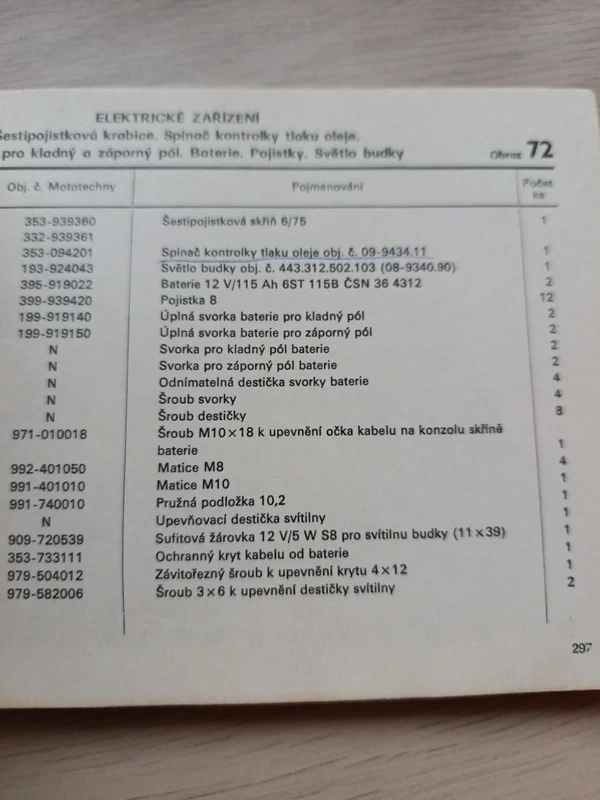 ELEKTRICKÉ ZAŘÍZENÍ
Šestipojistková krabice. Spínač kontrolky tlaku oleje.
pro kladný a záporný pól. Baterie. Pojistky. Světlo budky Obraz 72
Obj. č. Mototechny Pojmenování Počet ks
353-939360 Šestipojistková skříň 6/75 1
332-939361
353-094201 Spínač kontrolky tlaku oleje obj. č. 09-9434.11 1
193-924043 Světlo budky obj. č. 443.312.502.103 (08-9340.90) 1
395-919022 Baterie 12 V/115 Ah 6ST 115B ČSN 36 4312 2
399-939420 Pojistka 8 12
199-919140 Úplná svorka baterie pro kladný pól 2
199-919150 Úplná svorka baterie pro záporný pól 2
N Svorka pro kladný pól baterie 2
N Svorka pro záporný pól baterie 2
N Odnímatelná destička svorky baterie 4
N Šroub svorky 4
N Šroub destičky 8
971-010018 Šroub M10×18 k upevnění očka kabelu na konzolu skříně
baterie 1
992-401050 Matice M8 4
991-401010 Matice M10 1
991-740010 Pružná podložka 10,2 1
N Upevňovací destička svítilny 1
909-720539 Sufitová žárovka 12 V/5 W S8 pro svítilnu budky (11×39) 1
353-733111 Ochranný kryt kabelu od baterie 1
979-504012 Závitořezný šroub k upevnění krytu 4×12 1
979-582006 Šroub 3×6 k upevnění destičky svítilny 2
297